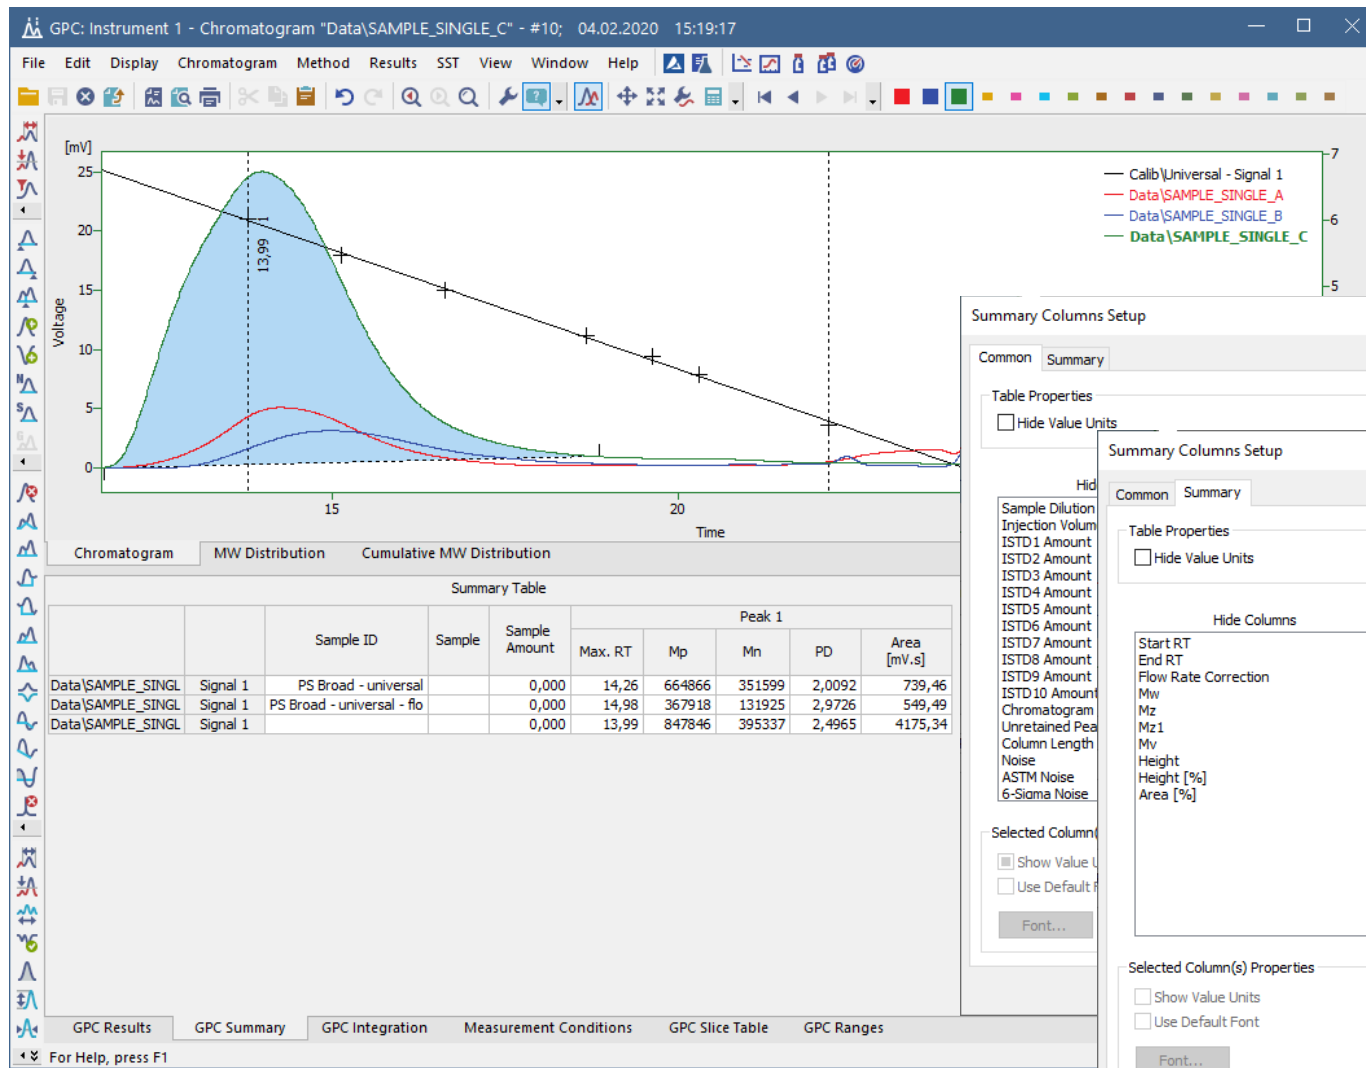 GPC: Instrument 1 - Chromatogram "Data\SAMPLE_SINGLE_C" - #10;   04.02.2020   15:19:17
File Edit Display Chromatogram Method Results SST View Window Help
[mV]
25
20
15
10
5
0
Voltage
1
13,99
15
20
Time
7
6
5
Calib\Universal - Signal 1
Data\SAMPLE_SINGLE_A
Data\SAMPLE_SINGLE_B
Data\SAMPLE_SINGLE_C
Chromatogram MW Distribution Cumulative MW Distribution
Summary Table
Peak 1
Sample ID Sample Sample Amount Max. RT Mp Mn PD Area [mV.s]
Data\SAMPLE_SINGL Signal 1 PS Broad - universal 0,000 14,26 664866 351599 2,0092 739,46
Data\SAMPLE_SINGL Signal 1 PS Broad - universal - flo 0,000 14,98 367918 131925 2,9726 549,49
Data\SAMPLE_SINGL Signal 1 0,000 13,99 847846 395337 2,4965 4175,34
GPC Results GPC Summary GPC Integration Measurement Conditions GPC Slice Table GPC Ranges
For Help, press F1
Summary Columns Setup
Common Summary
Table Properties
Hide Value Units
Hid
Sample Dilution
Injection Volum
ISTD1 Amount
ISTD2 Amount
ISTD3 Amount
ISTD4 Amount
ISTD5 Amount
ISTD6 Amount
ISTD7 Amount
ISTD8 Amount
ISTD9 Amount
ISTD10 Amount
Chromatogram
Unretained Pea
Column Length
Noise
ASTM Noise
6-Sigma Noise
Selected Column(
Show Value U
Use Default F
Font...
Summary Columns Setup
Common Summary
Table Properties
Hide Value Units
Hide Columns
Start RT
End RT
Flow Rate Correction
Mw
Mz
Mz1
Mv
Height
Height [%]
Area [%]
Selected Column(s) Properties
Show Value Units
Use Default Font
Font...